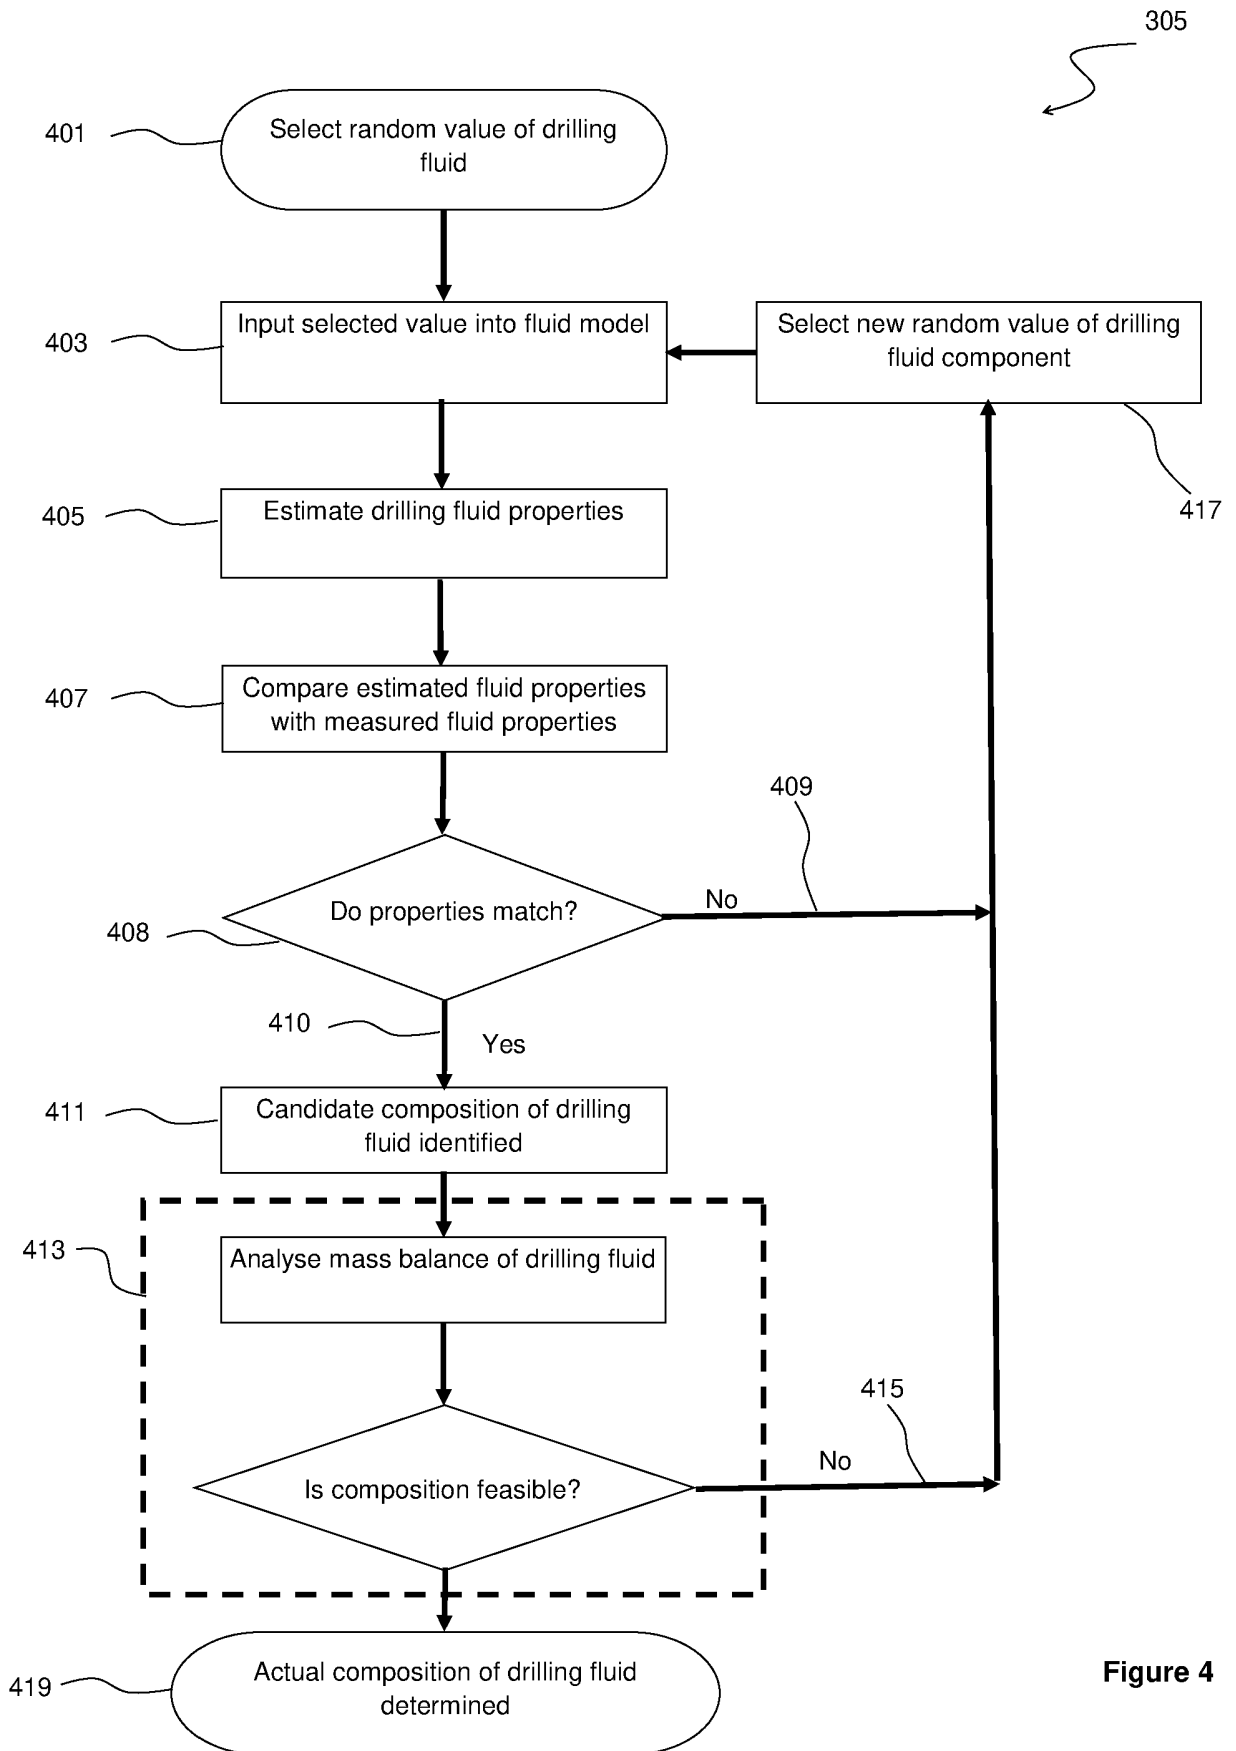 305
401
Select random value of drilling
fluid
403
Input selected value into fluid model
Select new random value of drilling
fluid component
417
405
Estimate drilling fluid properties
407
Compare estimated fluid properties
with measured fluid properties
409
No
Do properties match?
408
410
Yes
411
Candidate composition of drilling
fluid identified
413
Analyse mass balance of drilling fluid
415
No
Is composition feasible?
419
Actual composition of drilling fluid
determined
Figure 4